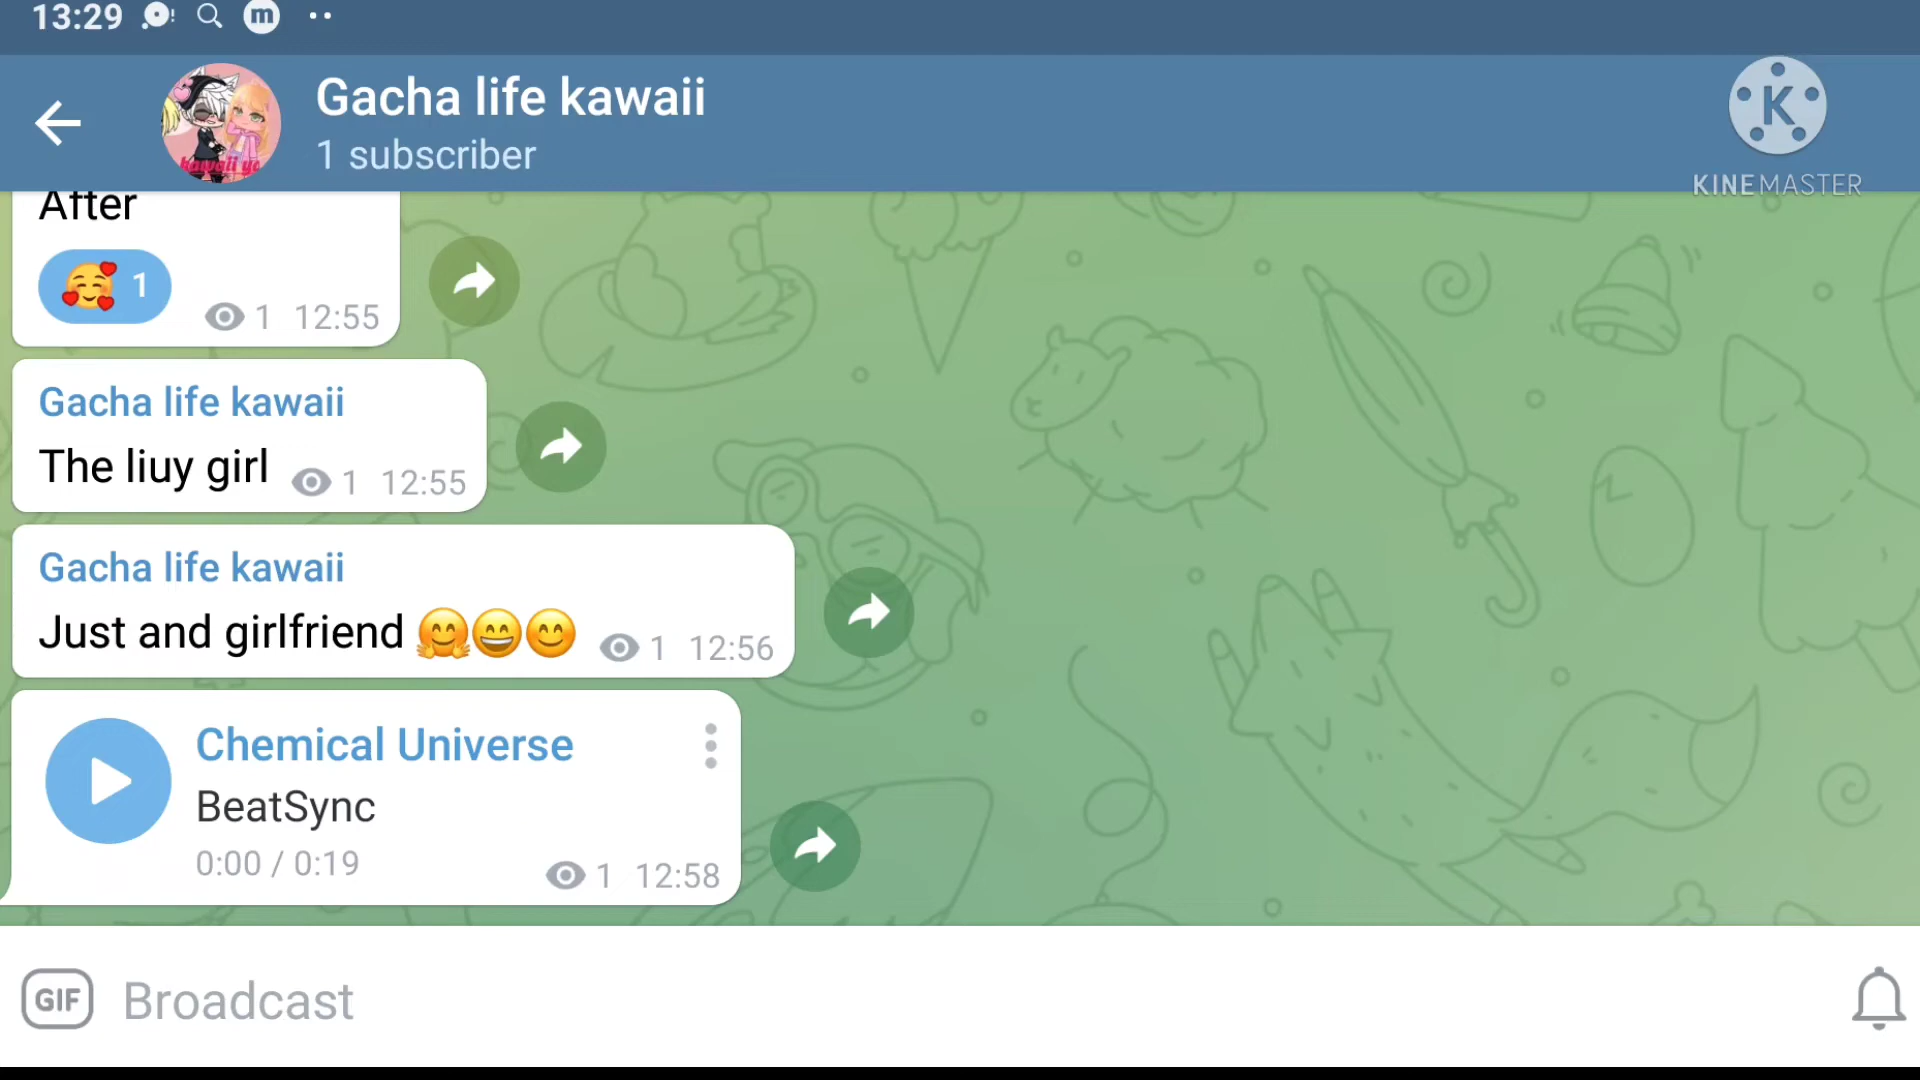 13:29
Gacha life kawaii
1 subscriber
K
KINEMASTER
After
🥰 1
1 12:55
Gacha life kawaii
The liuy girl 1 12:55
Gacha life kawaii
Just and girlfriend 🤗😄😊 1 12:56
Chemical Universe
BeatSync
0:00 / 0:19 1 12:58
GIF Broadcast